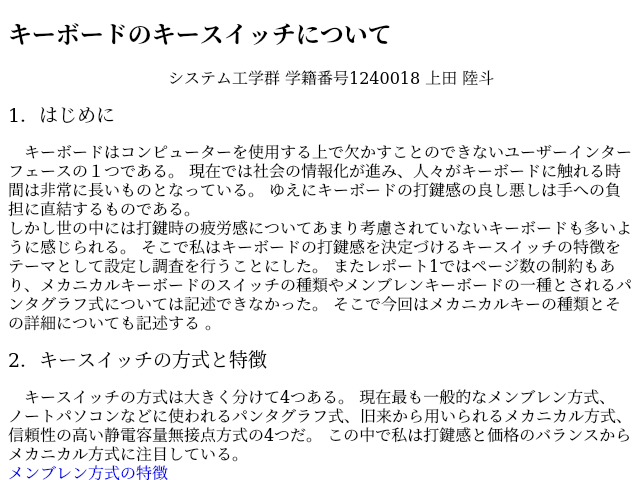 キーボードのキースイッチについて
システム工学群 学籍番号1240018 上田 陸斗
1．はじめに
　キーボードはコンピューターを使用する上で欠かすことのできないユーザーインター
フェースの１つである。 現在では社会の情報化が進み、人々がキーボードに触れる時
間は非常に長いものとなっている。 ゆえにキーボードの打鍵感の良し悪しは手への負
担に直結するものである。
しかし世の中には打鍵時の疲労感についてあまり考慮されていないキーボードも多いよ
うに感じられる。 そこで私はキーボードの打鍵感を決定づけるキースイッチの特徴を
テーマとして設定し調査を行うことにした。 またレポート1ではページ数の制約もあ
り、メカニカルキーボードのスイッチの種類やメンブレンキーボードの一種とされるパ
ンタグラフ式については記述できなかった。 そこで今回はメカニカルキーの種類とそ
の詳細についても記述する 。
2．キースイッチの方式と特徴
　キースイッチの方式は大きく分けて4つある。 現在最も一般的なメンブレン方式、
ノートパソコンなどに使われるパンタグラフ式、旧来から用いられるメカニカル方式、
信頼性の高い静電容量無接点方式の4つだ。 この中で私は打鍵感と価格のバランスから
メカニカル方式に注目している。
メンブレン方式の特徴